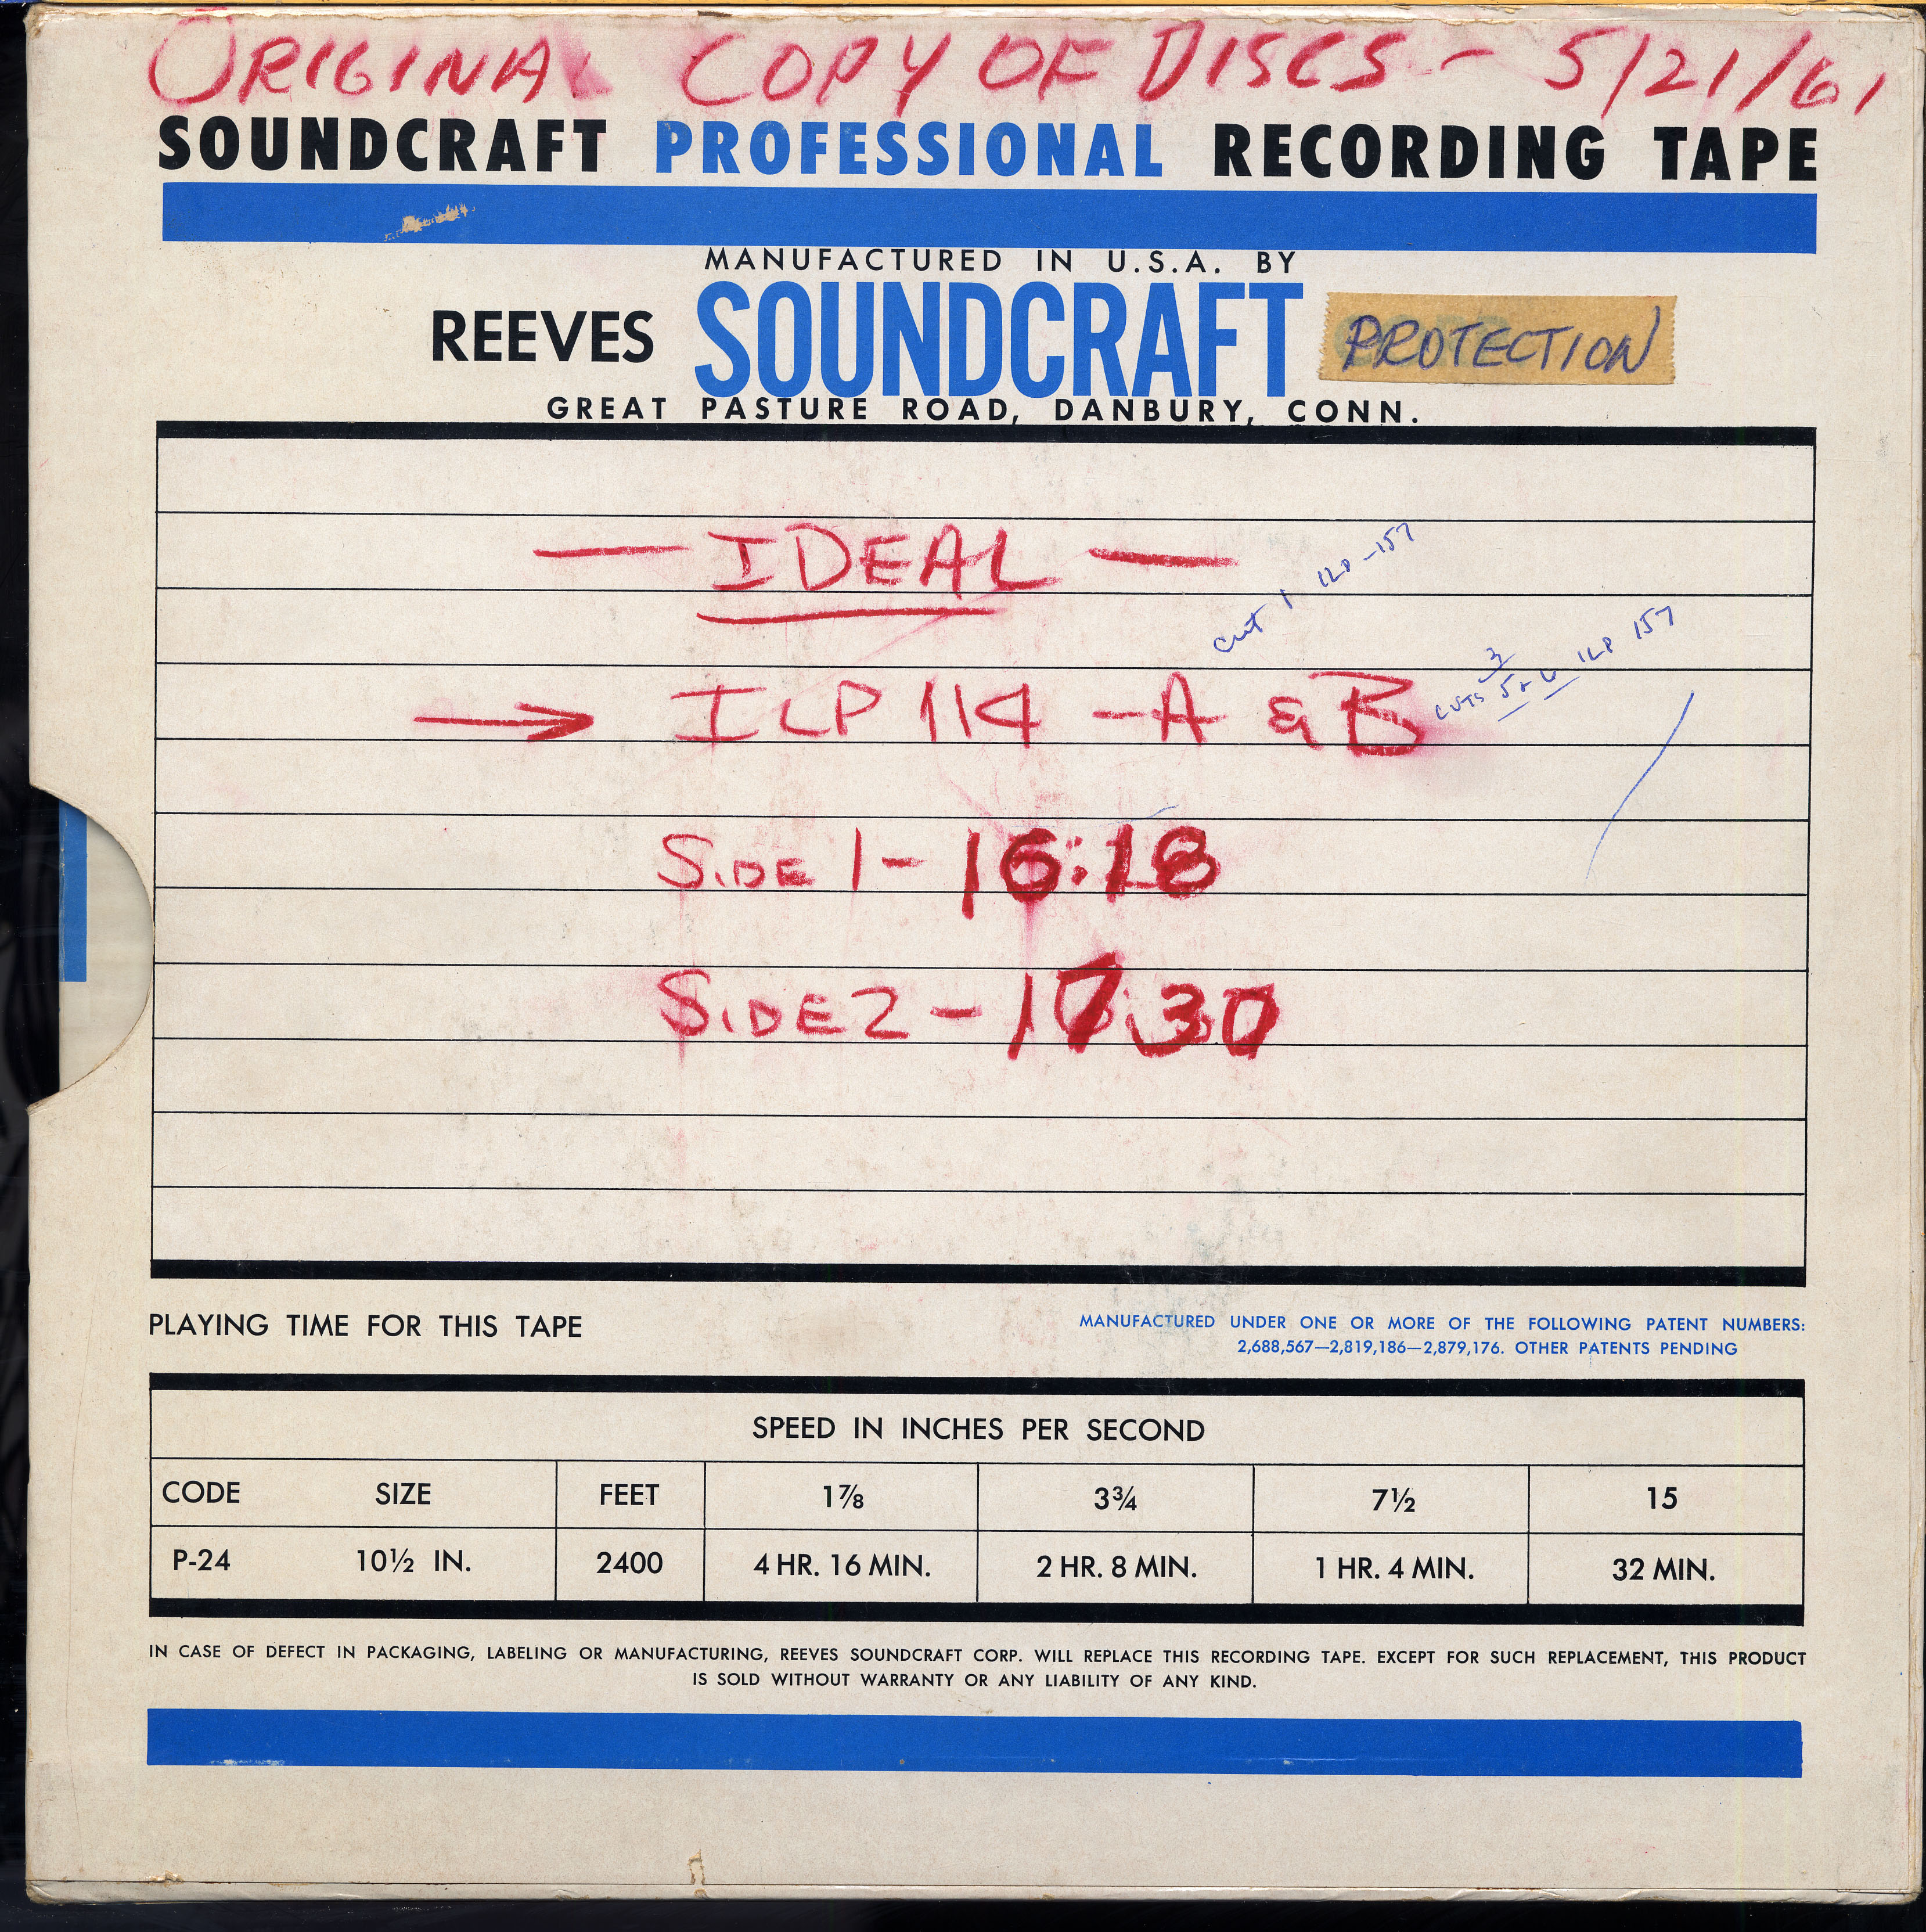 ORIGINAL COPY OF DISCS - 5/21/61
SOUNDCRAFT PROFESSIONAL RECORDING TAPE
MANUFACTURED IN U.S.A. BY
REEVES SOUNDCRAFT
PROTECTION
GREAT PASTURE ROAD, DANBURY, CONN.
— IDEAL —
cut 1 ILP-157
→ ILP 114 - A & B
3
CUTS 5 + 6 ILP 157
SIDE 1 - 16:18
SIDE 2 - 17:30
PLAYING TIME FOR THIS TAPE
MANUFACTURED UNDER ONE OR MORE OF THE FOLLOWING PATENT NUMBERS:
2,688,567—2,819,186—2,879,176. OTHER PATENTS PENDING
SPEED IN INCHES PER SECOND
CODE SIZE FEET 1⅞ 3¾ 7½ 15
P-24 10½ IN. 2400 4 HR. 16 MIN. 2 HR. 8 MIN. 1 HR. 4 MIN. 32 MIN.
IN CASE OF DEFECT IN PACKAGING, LABELING OR MANUFACTURING, REEVES SOUNDCRAFT CORP. WILL REPLACE THIS RECORDING TAPE. EXCEPT FOR SUCH REPLACEMENT, THIS PRODUCT
IS SOLD WITHOUT WARRANTY OR ANY LIABILITY OF ANY KIND.